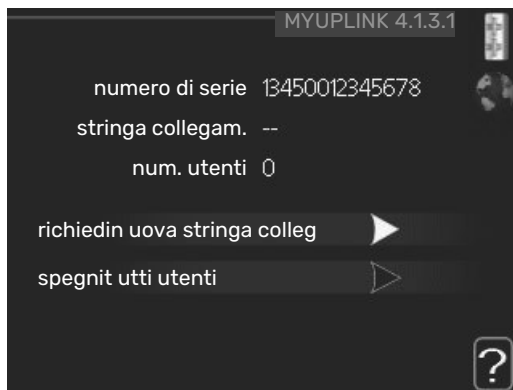 MYUPLINK 4.1.3.1
numero di serie 13450012345678
stringa collegam. --
num. utenti 0
richiedin uova stringa colleg
spegnit utti utenti
?